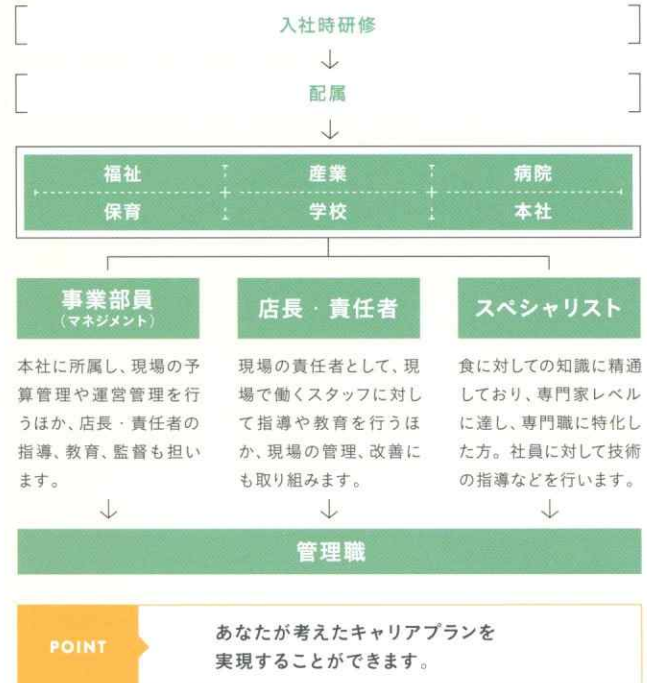 入社時研修
↓
配属
↓
福祉 産業 病院
保育 学校 本社
事業部員
（マネジメント）
本社に所属し、現場の予
算管理や運営管理を行
うほか、店長・責任者の
指導、教育、監督も担い
ます。
↓
店長・責任者
現場の責任者として、現
場で働くスタッフに対し
て指導や教育を行うほ
か、現場の管理、改善に
も取り組みます。
↓
スペシャリスト
食に対しての知識に精通
しており、専門家レベル
に達し、専門職に特化し
た方。社員に対して技術
の指導などを行います。
↓
管理職
POINT
あなたが考えたキャリアプランを
実現することができます。